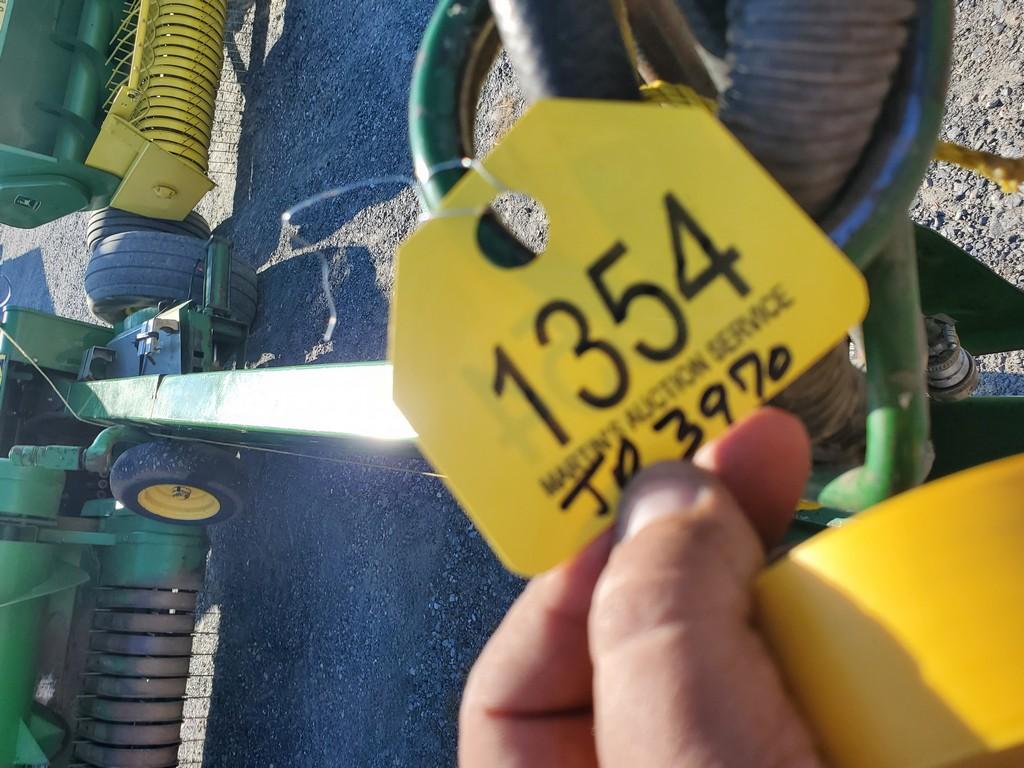 1354
MARTIN'S AUCTION SERVICE
JD 3970